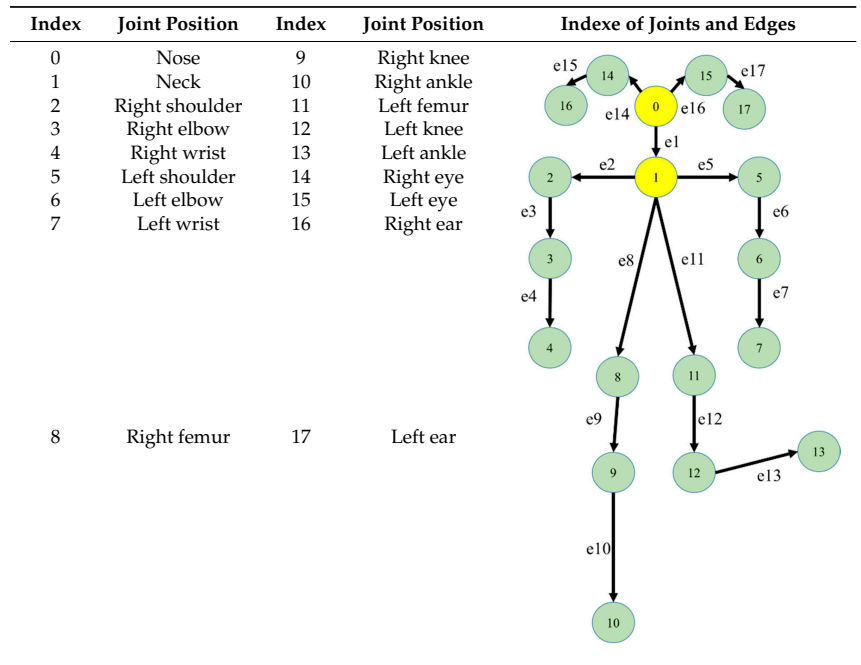 Index Joint Position Index Joint Position Indexe of Joints and Edges
0 Nose 9 Right knee
1 Neck 10 Right ankle
2 Right shoulder 11 Left femur
3 Right elbow 12 Left knee
4 Right wrist 13 Left ankle
5 Left shoulder 14 Right eye
6 Left elbow 15 Left eye
7 Left wrist 16 Right ear
8 Right femur 17 Left ear
e15 14 15 e17
16 e14 0 e16 17
e1
2 e2 1 e5 5
e3 e6
3 e8 e11 6
e4 e7
4 7
8 11
e9 e12
9 12 e13 13
e10
10